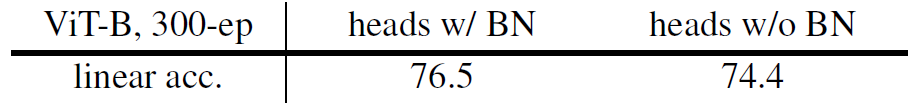 ViT-B, 300-ep heads w/ BN heads w/o BN
linear acc. 76.5 74.4